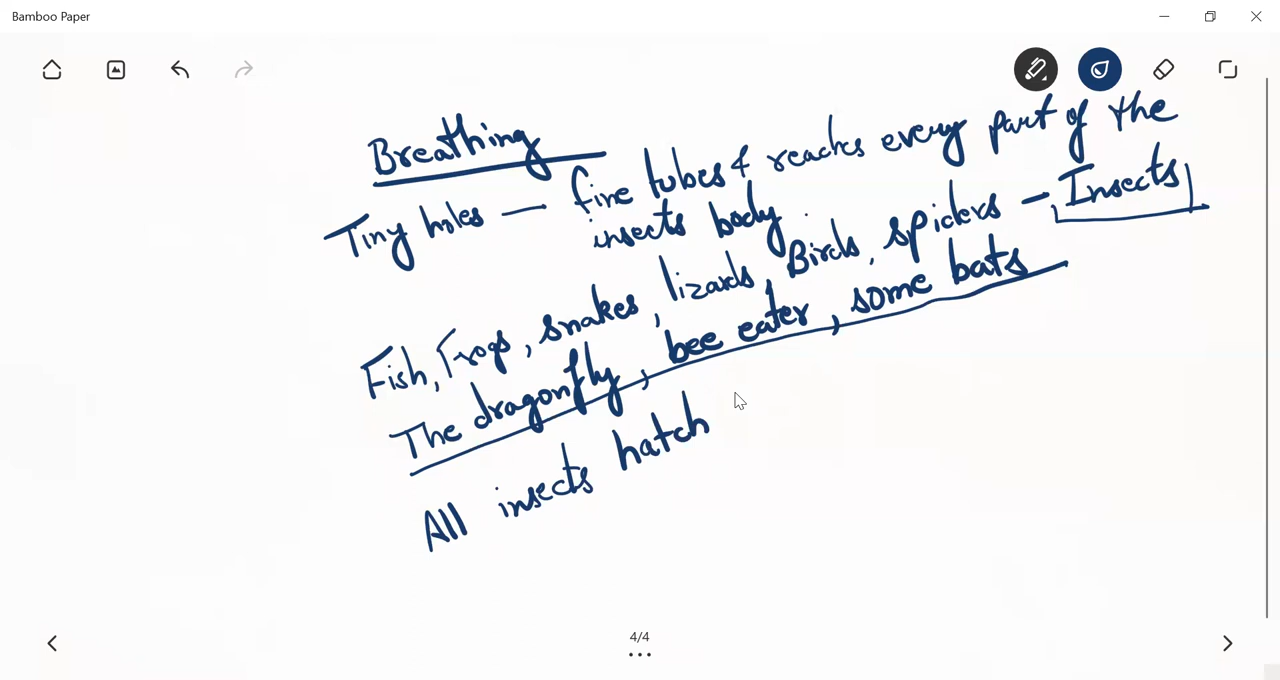 Bamboo Paper
Breathing
Tiny holes — fine tubes & reaches every part of the
insects body
Fish, Frogs, snakes, lizards, Birds, spiders – Insects
The dragonfly, bee eater, some bats
All insects hatch
4/4